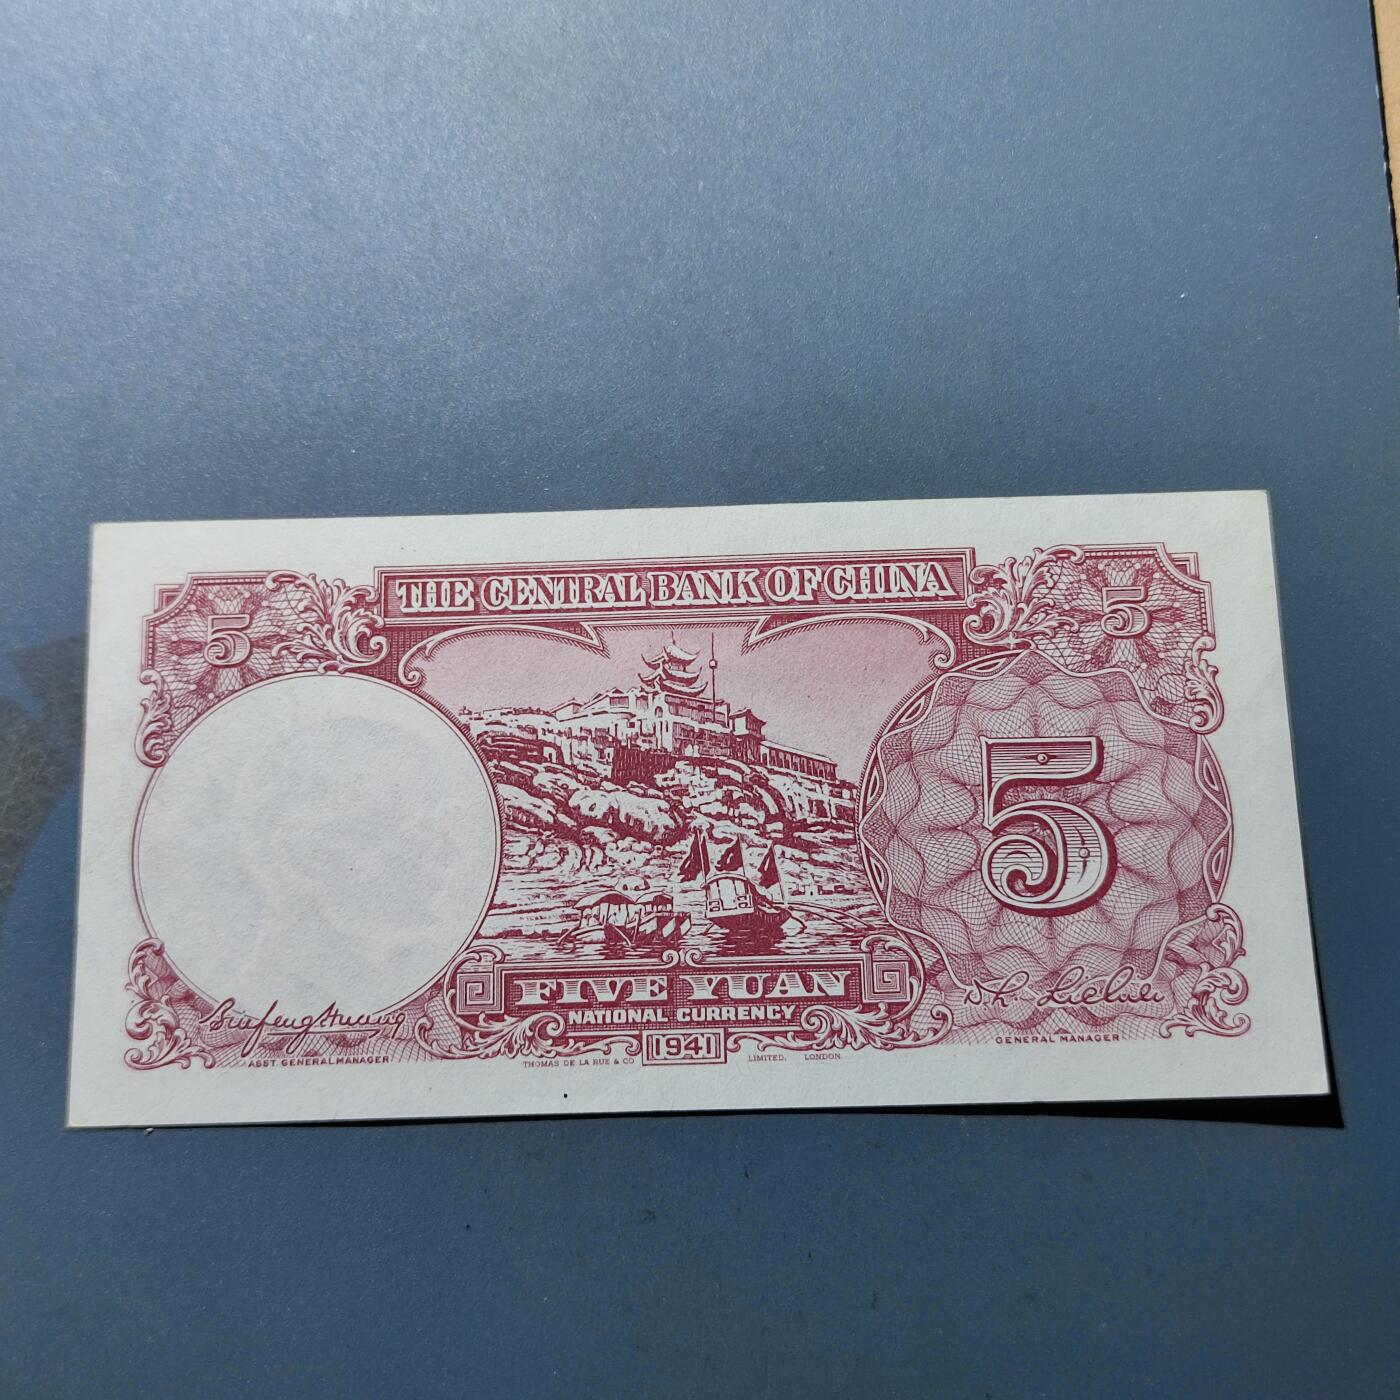 THE CENTRAL BANK OF CHINA
5
5
5
FIVE YUAN
NATIONAL CURRENCY
1941
ASST. GENERAL MANAGER
GENERAL MANAGER
THOMAS DE LA RUE & CO LIMITED, LONDON.